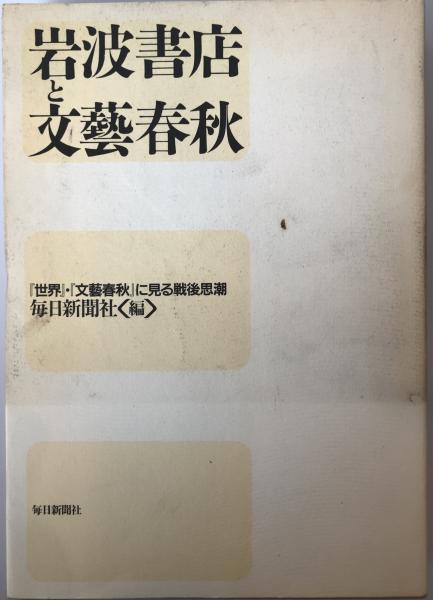 岩波書店
と
文藝春秋
『世界』・『文藝春秋』に見る戦後思潮
毎日新聞社〈編〉
毎日新聞社